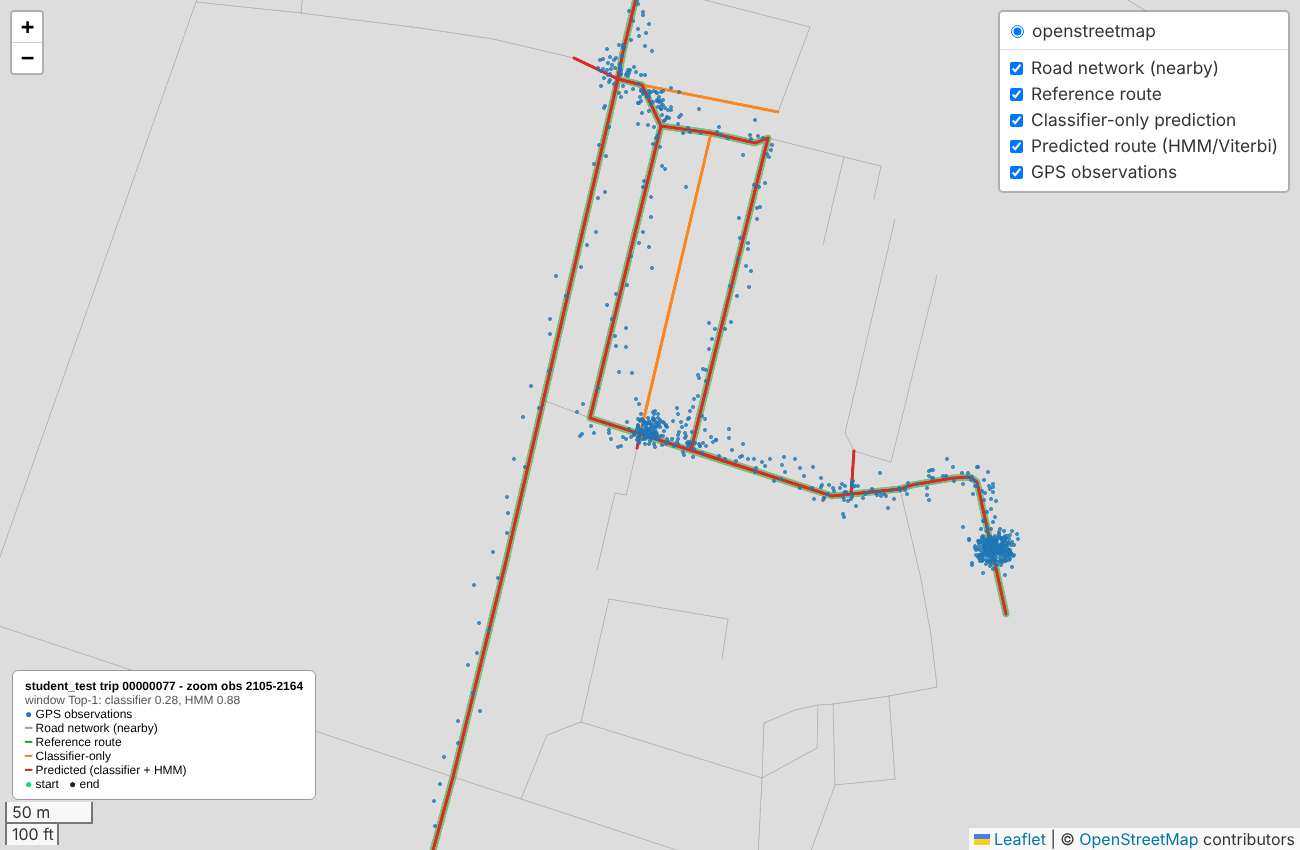 +
−
openstreetmap
Road network (nearby)
Reference route
Classifier-only prediction
Predicted route (HMM/Viterbi)
GPS observations
student_test trip 00000077 - zoom obs 2105-2164
window Top-1: classifier 0.28, HMM 0.88
GPS observations
Road network (nearby)
Reference route
Classifier-only
Predicted (classifier + HMM)
start end
50 m
100 ft
Leaflet | © OpenStreetMap contributors